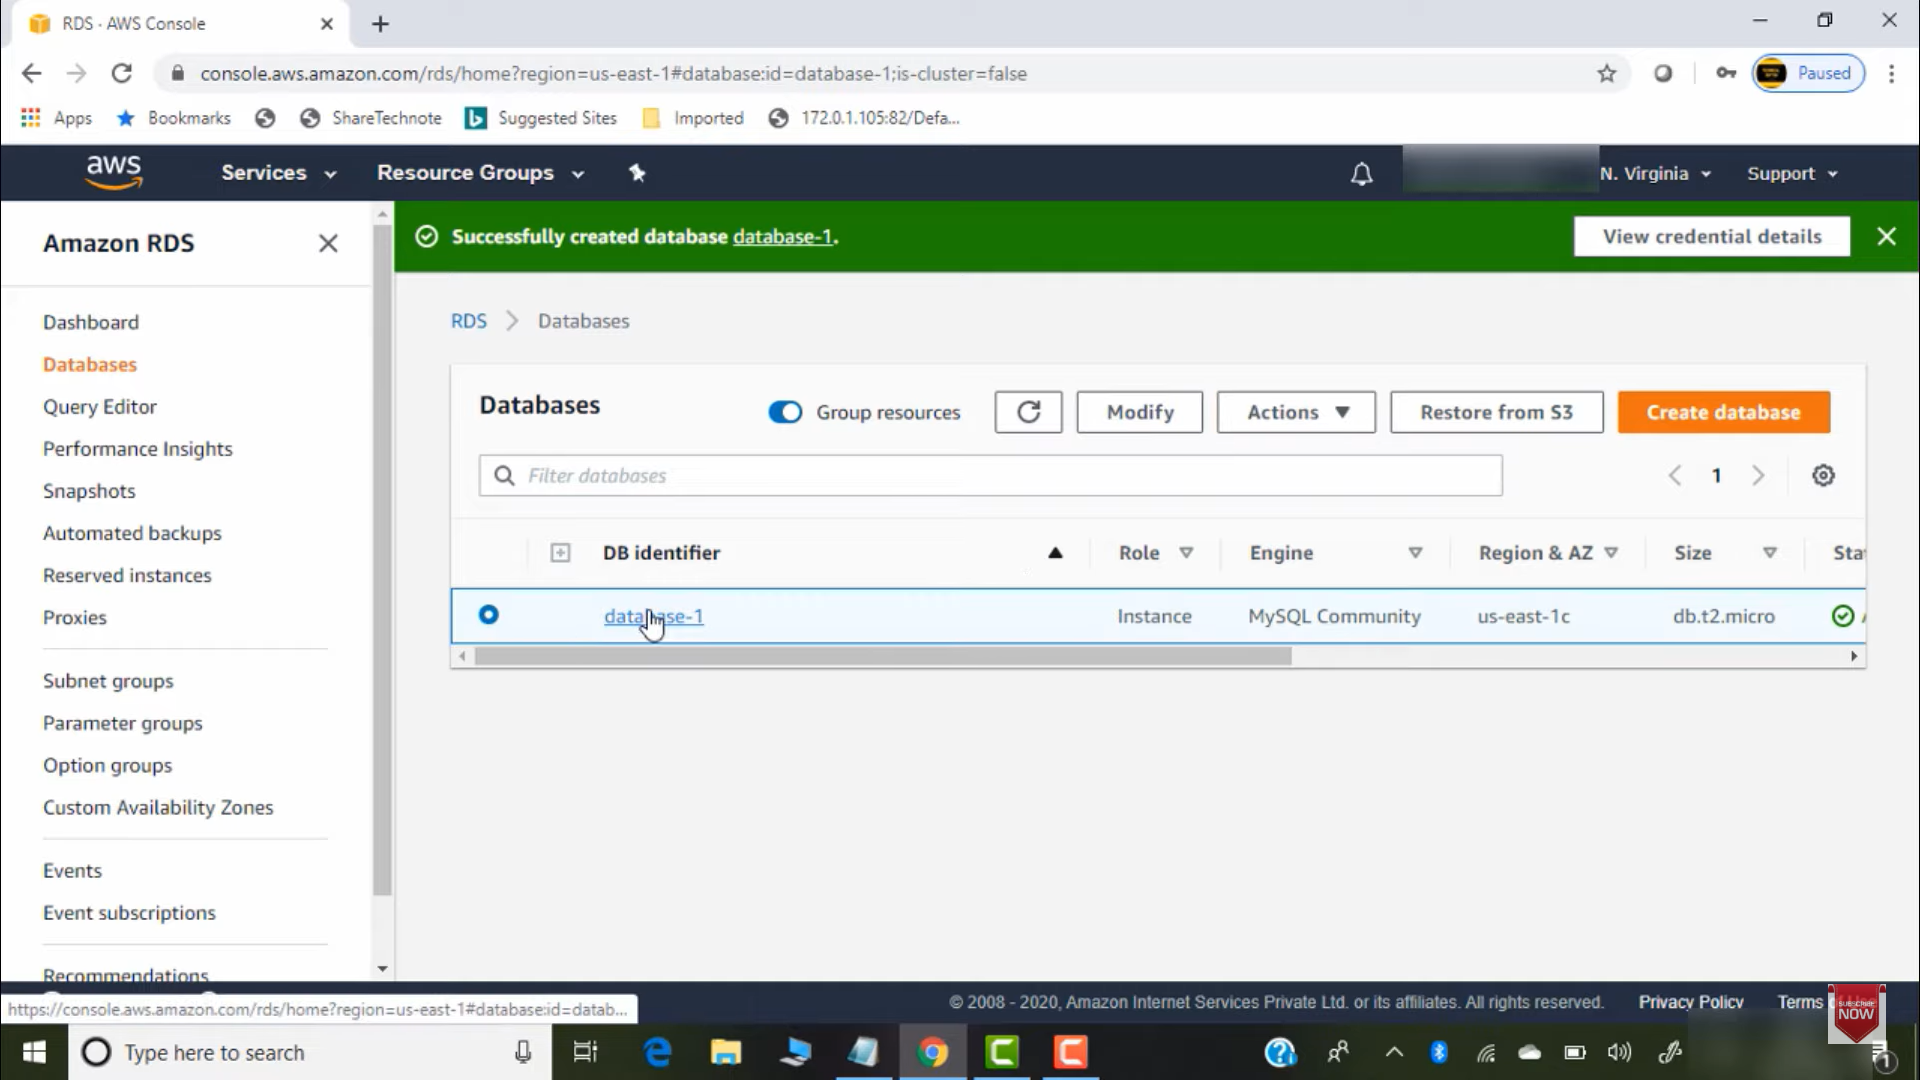 RDS - AWS Console
console.aws.amazon.com/rds/home?region=us-east-1#database:id=database-1;is-cluster=false
Paused
Apps
Bookmarks
ShareTechnote
Suggested Sites
Imported
172.0.1.105:82/Defa...
aws
Services
Resource Groups
N. Virginia
Support
Amazon RDS
Successfully created database database-1.
View credential details
Dashboard
Databases
Query Editor
Performance Insights
Snapshots
Automated backups
Reserved instances
Proxies
Subnet groups
Parameter groups
Option groups
Custom Availability Zones
Events
Event subscriptions
Recommendations
RDS > Databases
Databases
Group resources
Modify
Actions
Restore from S3
Create database
Filter databases
1
DB identifier
Role
Engine
Region & AZ
Size
Sta
database-1
Instance
MySQL Community
us-east-1c
db.t2.micro
https://console.aws.amazon.com/rds/home?region=us-east-1#database:id=datab...
© 2008 - 2020, Amazon Internet Services Private Ltd. or its affiliates. All rights reserved.
Privacy Policy
Terms
SUBSCRIBE
NOW
Type here to search
1